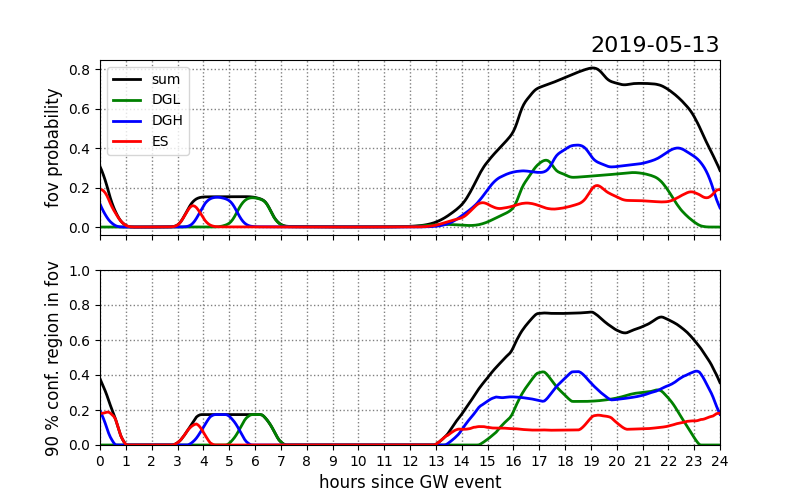 2019-05-13
fov probability
0.8
0.6
0.4
0.2
0.0
sum
DGL
DGH
ES
90 % conf. region in fov
1.0
0.8
0.6
0.4
0.2
0.0
0 1 2 3 4 5 6 7 8 9 10 11 12 13 14 15 16 17 18 19 20 21 22 23 24
hours since GW event